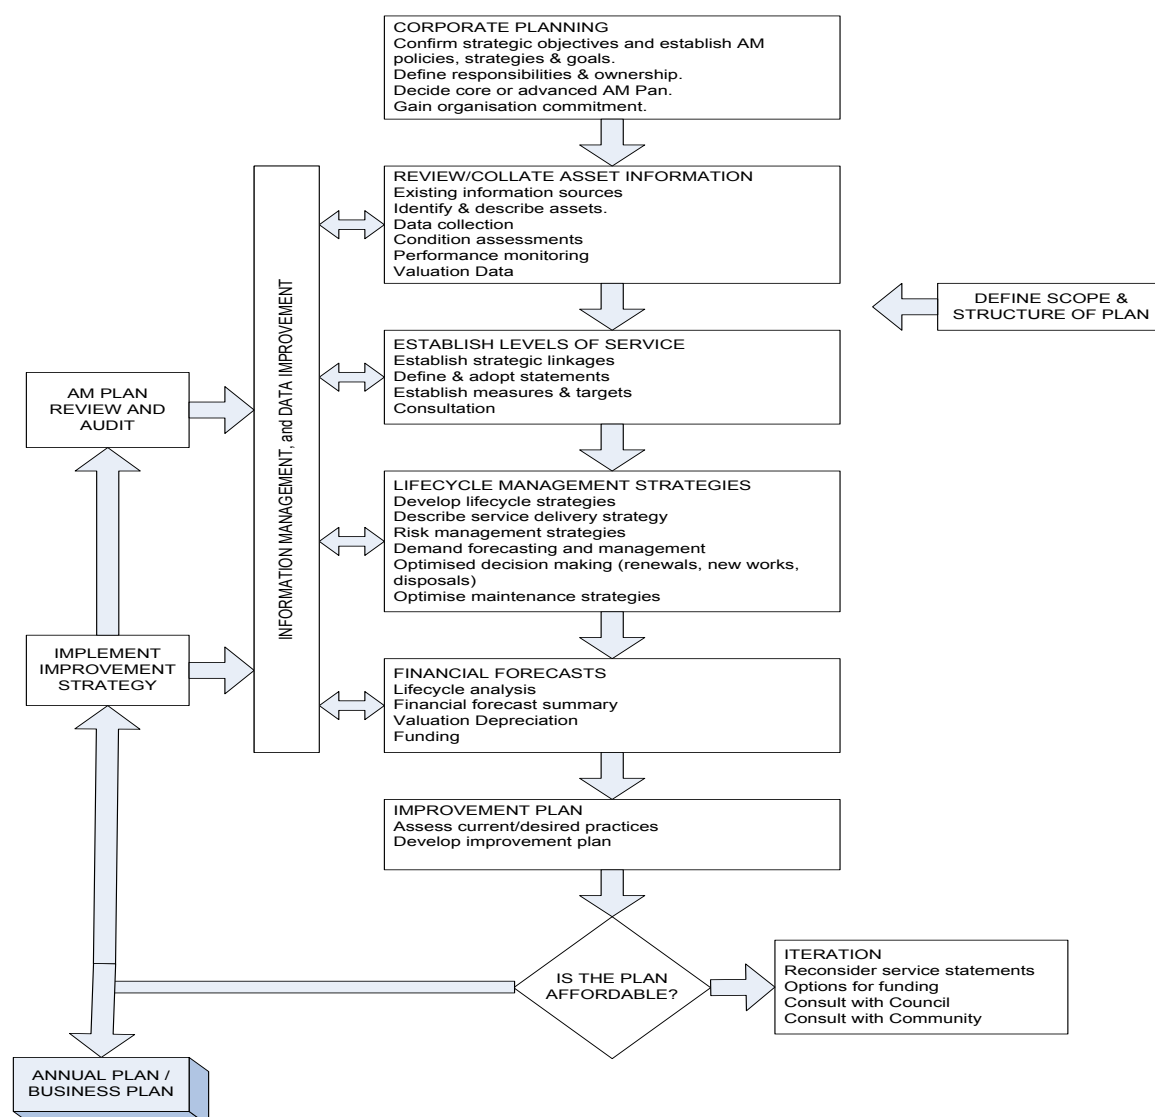 CORPORATE PLANNING
Confirm strategic objectives and establish AM
policies, strategies & goals.
Define responsibilities & ownership.
Decide core or advanced AM Pan.
Gain organisation commitment.
REVIEW/COLLATE ASSET INFORMATION
Existing information sources
Identify & describe assets.
Data collection
Condition assessments
Performance monitoring
Valuation Data
DEFINE SCOPE &
STRUCTURE OF PLAN
INFORMATION MANAGEMENT, and DATA IMPROVEMENT
ESTABLISH LEVELS OF SERVICE
Establish strategic linkages
Define & adopt statements
Establish measures & targets
Consultation
AM PLAN
REVIEW AND
AUDIT
LIFECYCLE MANAGEMENT STRATEGIES
Develop lifecycle strategies
Describe service delivery strategy
Risk management strategies
Demand forecasting and management
Optimised decision making (renewals, new works,
disposals)
Optimise maintenance strategies
IMPLEMENT
IMPROVEMENT
STRATEGY
FINANCIAL FORECASTS
Lifecycle analysis
Financial forecast summary
Valuation Depreciation
Funding
IMPROVEMENT PLAN
Assess current/desired practices
Develop improvement plan
IS THE PLAN
AFFORDABLE?
ITERATION
Reconsider service statements
Options for funding
Consult with Council
Consult with Community
ANNUAL PLAN /
BUSINESS PLAN